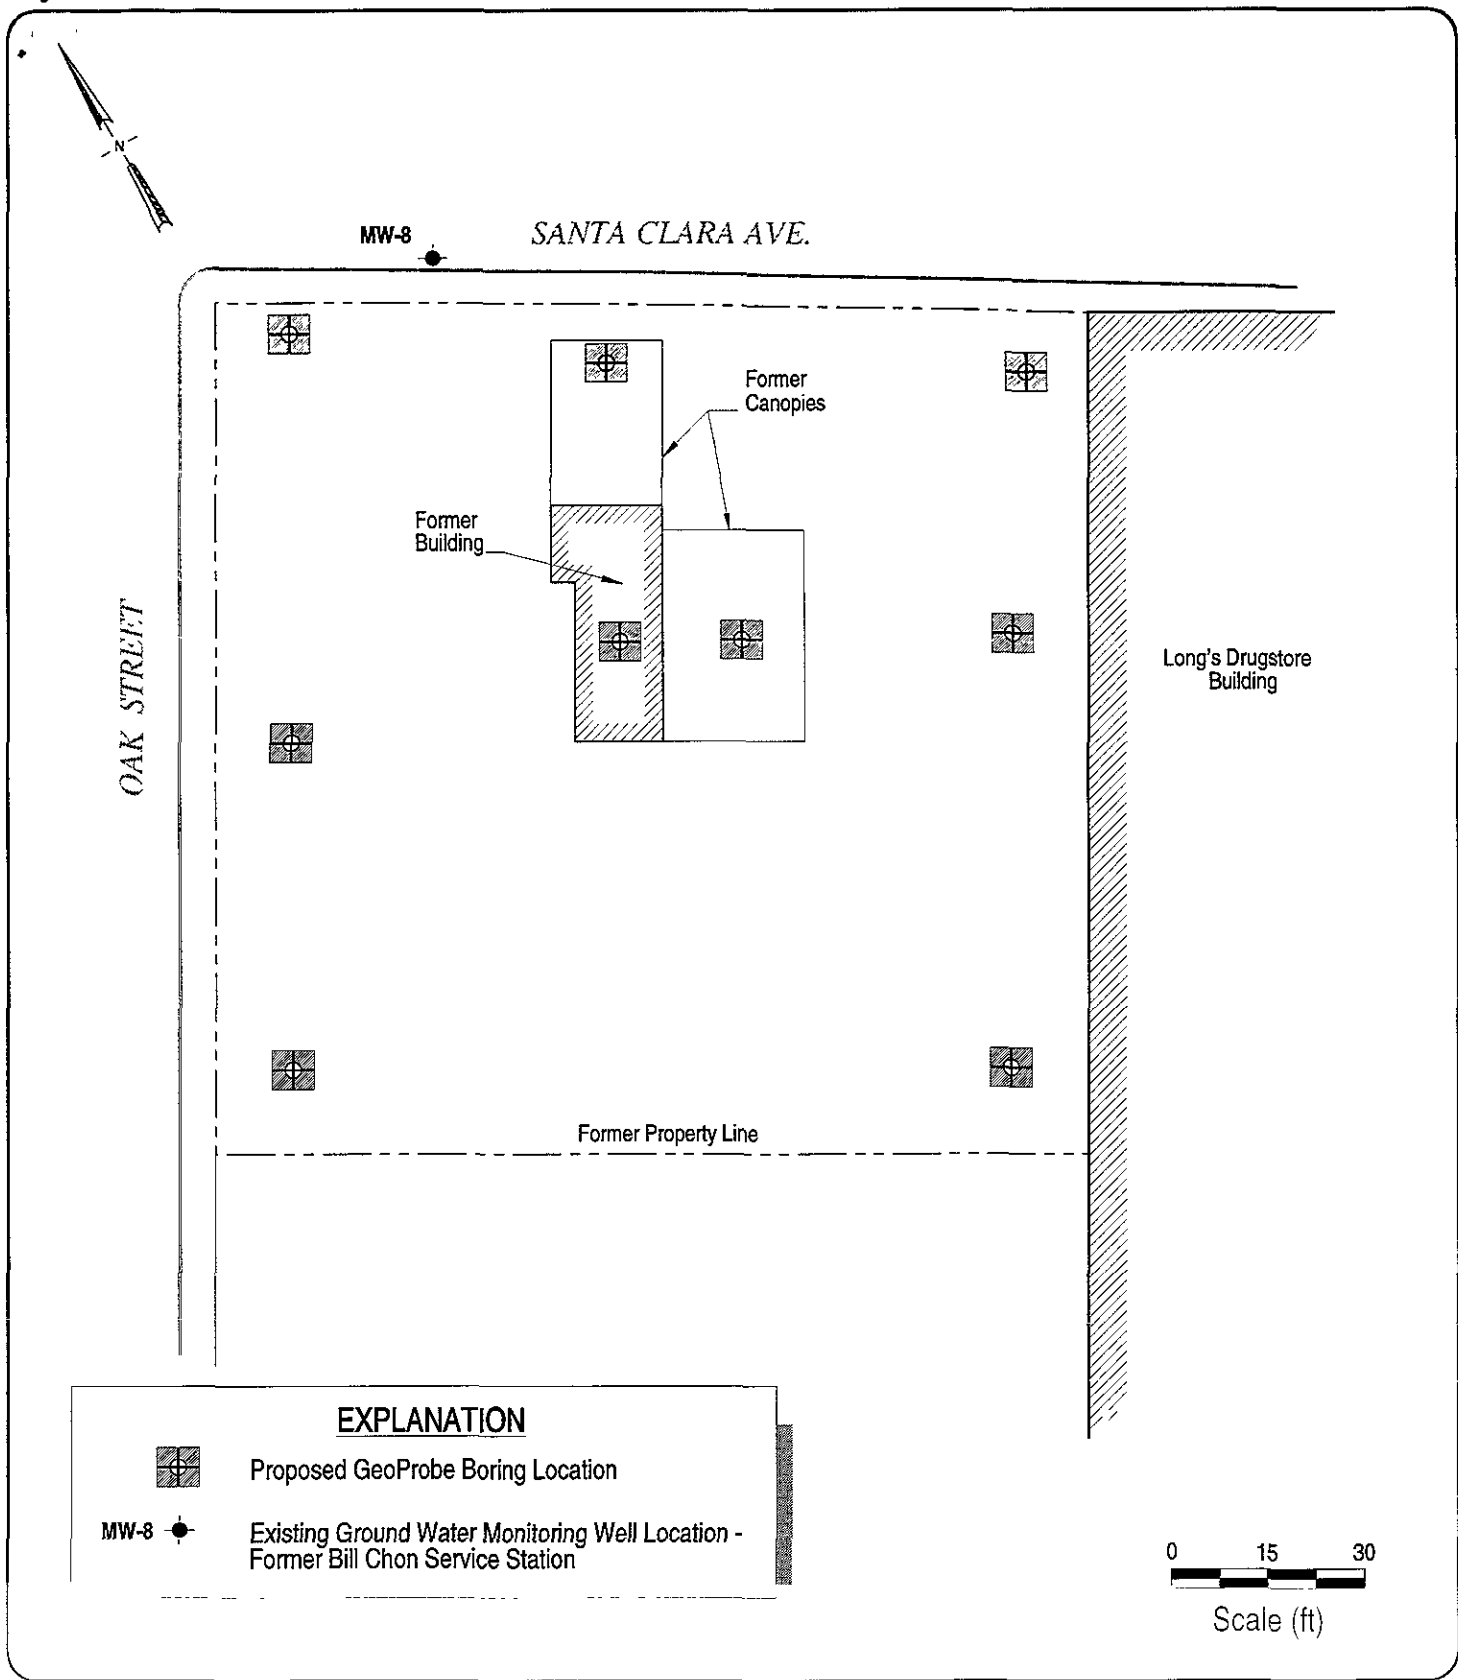 N
MW-8
SANTA CLARA AVE.
Former
Canopies
Former
Building
OAK STREET
Long's Drugstore
Building
Former Property Line
EXPLANATION
Proposed GeoProbe Boring Location
MW-8
Existing Ground Water Monitoring Well Location -
Former Bill Chon Service Station
0 15 30
Scale (ft)